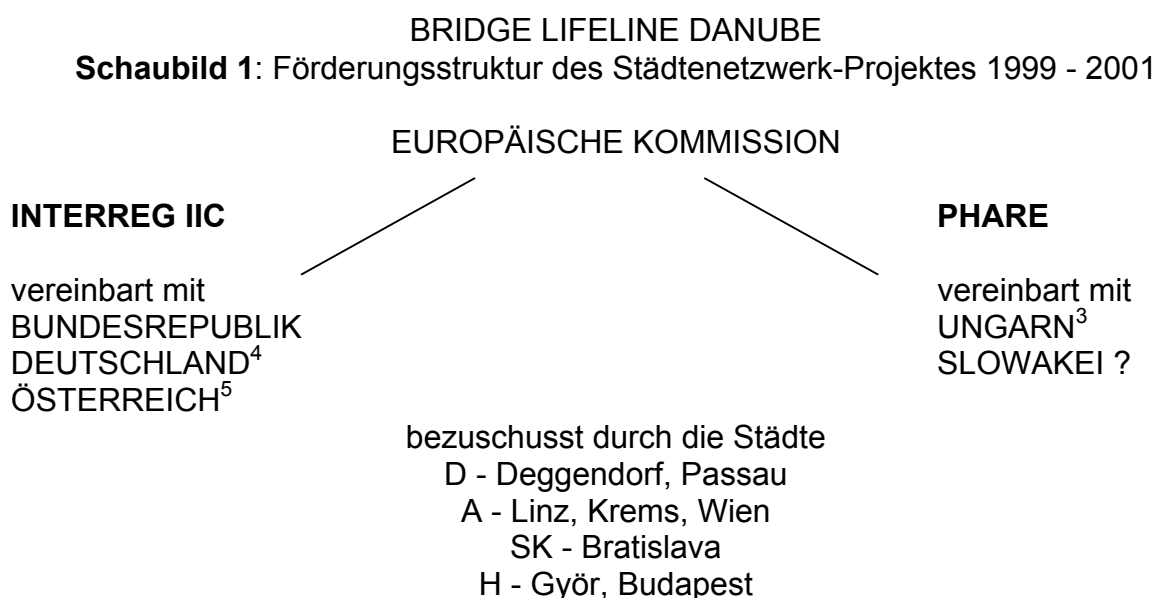 BRIDGE LIFELINE DANUBE
Schaubild 1: Förderungsstruktur des Städtenetzwerk-Projektes 1999 - 2001
EUROPÄISCHE KOMMISSION
INTERREG IIC
vereinbart mit
BUNDESREPUBLIK
DEUTSCHLAND⁴
ÖSTERREICH⁵
PHARE
vereinbart mit
UNGARN³
SLOWAKEI ?
bezuschusst durch die Städte
D - Deggendorf, Passau
A - Linz, Krems, Wien
SK - Bratislava
H - Györ, Budapest